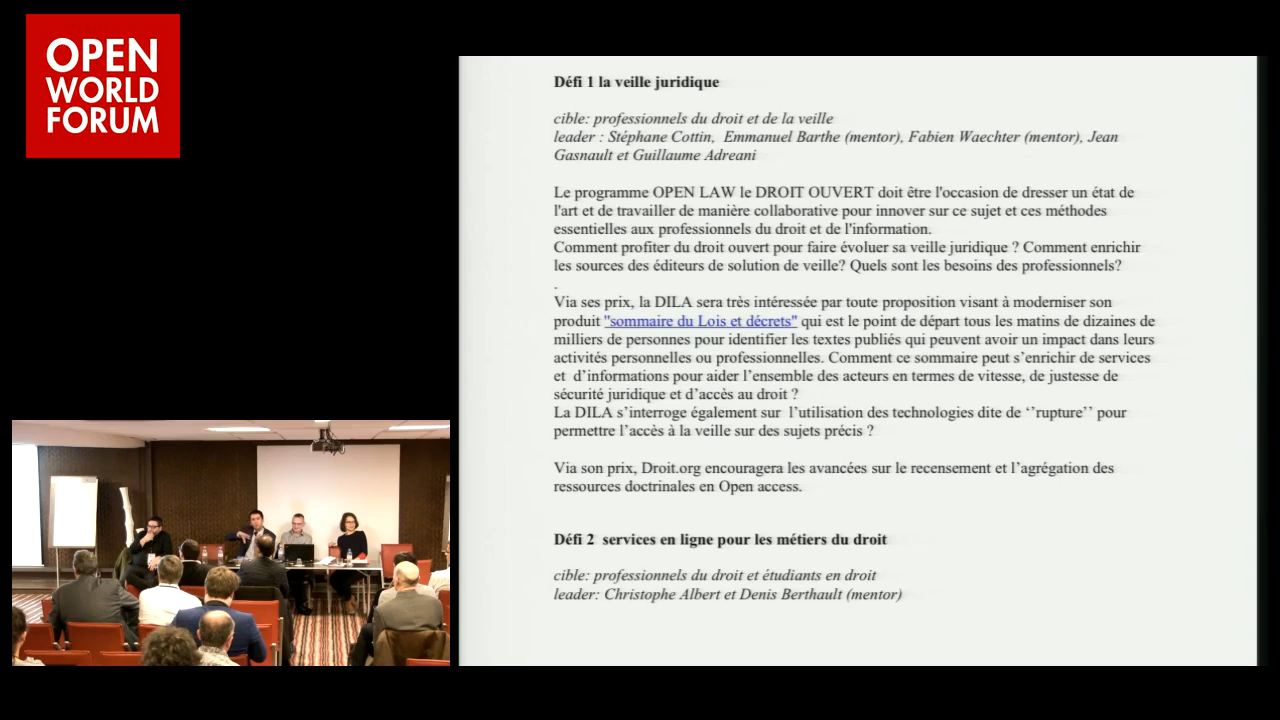 OPEN
WORLD
FORUM
Défi 1 la veille juridique
cible: professionnels du droit et de la veille
leader : Stéphane Cottin,  Emmanuel Barthe (mentor), Fabien Waechter (mentor), Jean
Gasnault et Guillaume Adreani
Le programme OPEN LAW le DROIT OUVERT doit être l'occasion de dresser un état de
l'art et de travailler de manière collaborative pour innover sur ce sujet et ces méthodes
essentielles aux professionnels du droit et de l'information.
Comment profiter du droit ouvert pour faire évoluer sa veille juridique ? Comment enrichir
les sources des éditeurs de solution de veille? Quels sont les besoins des professionnels?
.
Via ses prix, la DILA sera très intéressée par toute proposition visant à moderniser son
produit "sommaire du Lois et décrets" qui est le point de départ tous les matins de dizaines de
milliers de personnes pour identifier les textes publiés qui peuvent avoir un impact dans leurs
activités personnelles ou professionnelles. Comment ce sommaire peut s’enrichir de services
et  d’informations pour aider l’ensemble des acteurs en termes de vitesse, de justesse de
sécurité juridique et d’accès au droit ?
La DILA s’interroge également sur  l’utilisation des technologies dite de ‘’rupture’’ pour
permettre l’accès à la veille sur des sujets précis ?
Via son prix, Droit.org encouragera les avancées sur le recensement et l’agrégation des
ressources doctrinales en Open access.
Défi 2  services en ligne pour les métiers du droit
cible: professionnels du droit et étudiants en droit
leader: Christophe Albert et Denis Berthault (mentor)